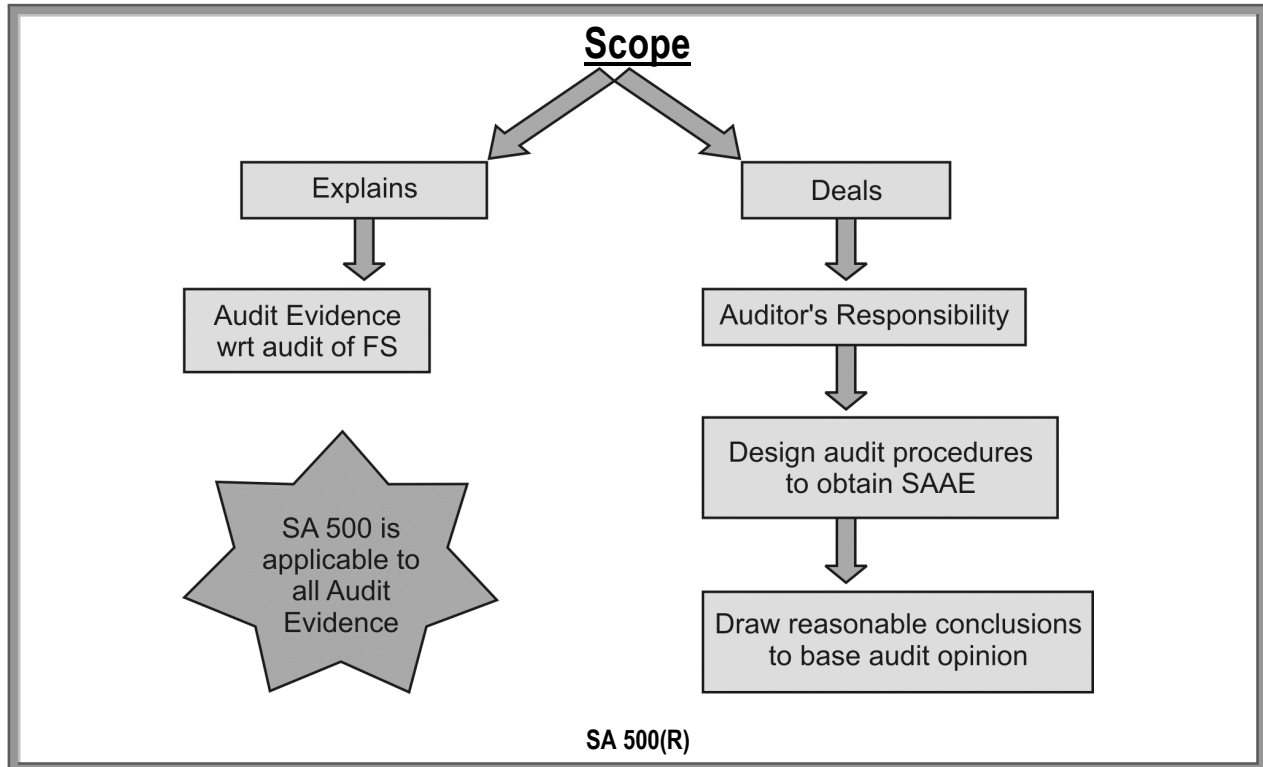 Scope
Explains
Deals
Audit Evidence
wrt audit of FS
Auditor's Responsibility
Design audit procedures
to obtain SAAE
SA 500 is
applicable to
all Audit
Evidence
Draw reasonable conclusions
to base audit opinion
SA 500(R)